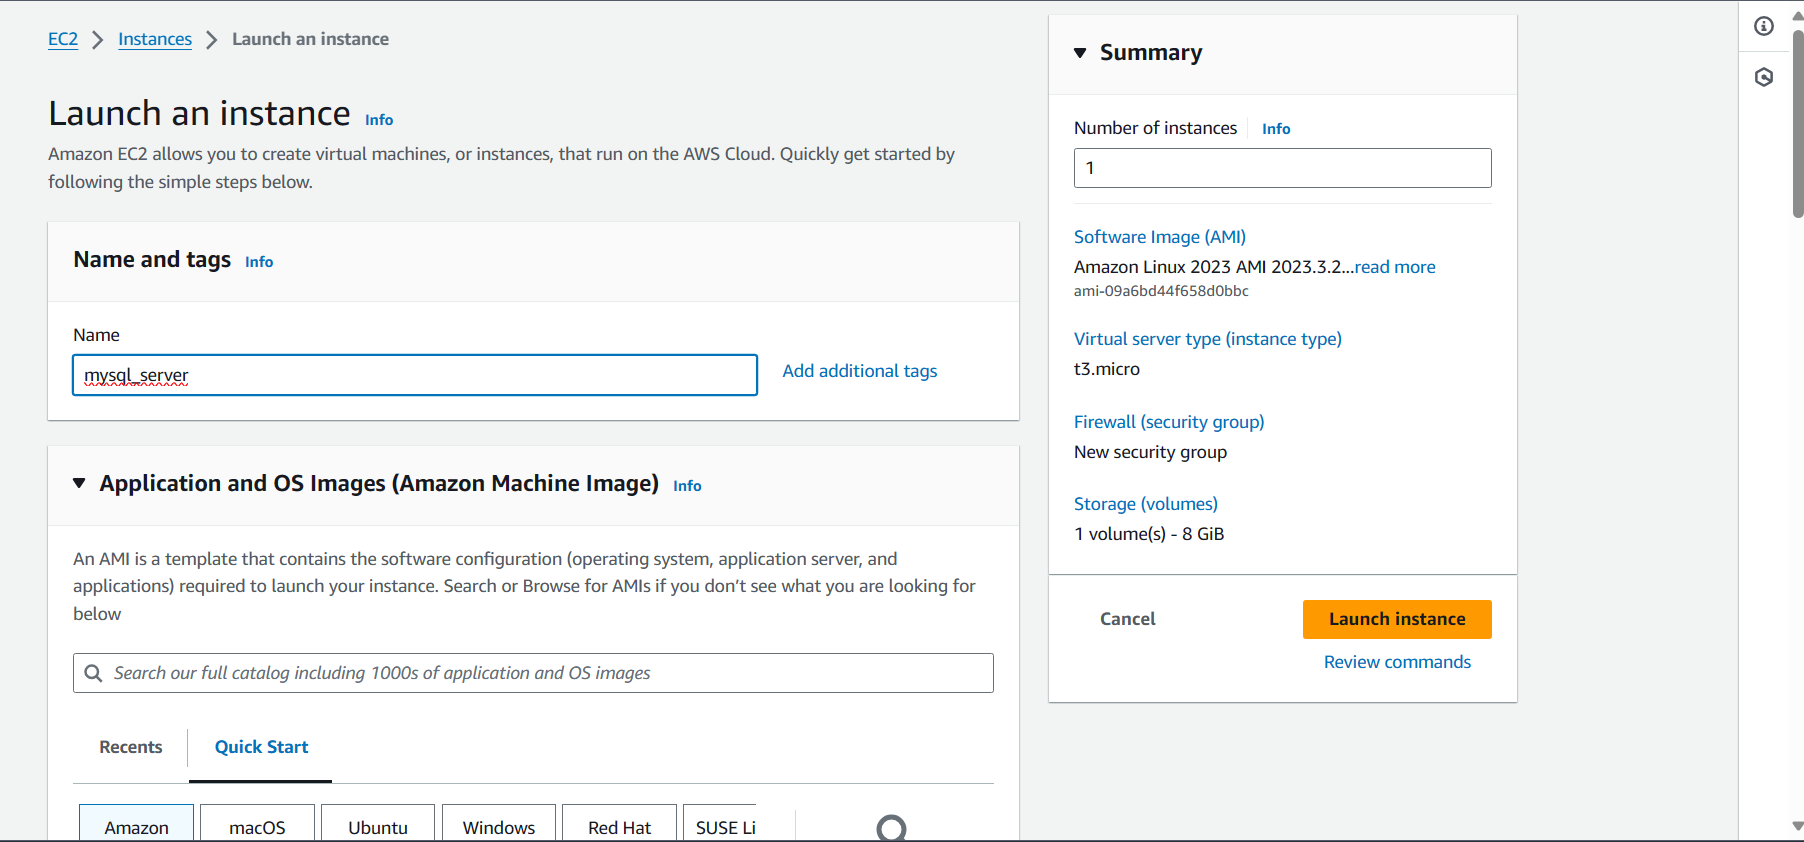 EC2 > Instances > Launch an instance
Launch an instance Info
Amazon EC2 allows you to create virtual machines, or instances, that run on the AWS Cloud. Quickly get started by
following the simple steps below.
Name and tags Info
Name
mysql_server
Add additional tags
Application and OS Images (Amazon Machine Image) Info
An AMI is a template that contains the software configuration (operating system, application server, and
applications) required to launch your instance. Search or Browse for AMIs if you don’t see what you are looking for
below
Search our full catalog including 1000s of application and OS images
Recents
Quick Start
Amazon
macOS
Ubuntu
Windows
Red Hat
SUSE Li
Summary
Number of instances Info
1
Software Image (AMI)
Amazon Linux 2023 AMI 2023.3.2...read more
ami-09a6bd44f658d0bbc
Virtual server type (instance type)
t3.micro
Firewall (security group)
New security group
Storage (volumes)
1 volume(s) - 8 GiB
Cancel
Launch instance
Review commands